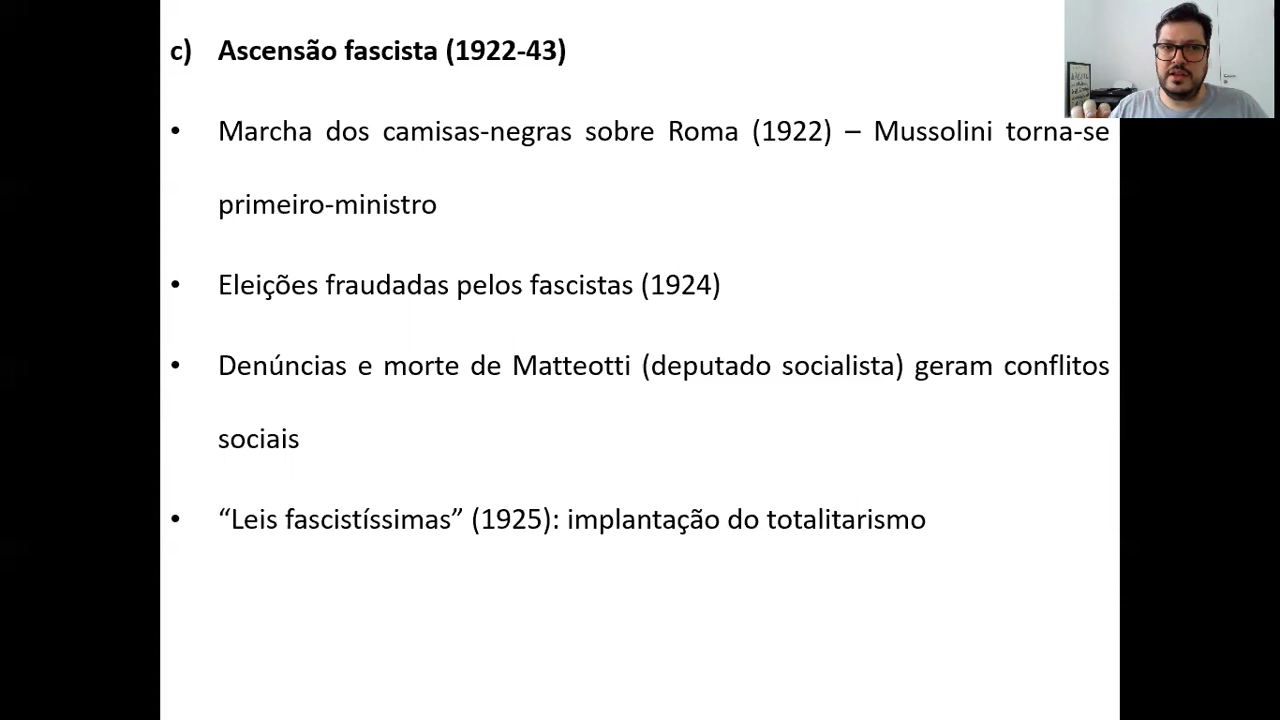 c) Ascensão fascista (1922-43)
• Marcha dos camisas-negras sobre Roma (1922) – Mussolini torna-se
primeiro-ministro
• Eleições fraudadas pelos fascistas (1924)
• Denúncias e morte de Matteotti (deputado socialista) geram conflitos
sociais
• “Leis fascistíssimas” (1925): implantação do totalitarismo